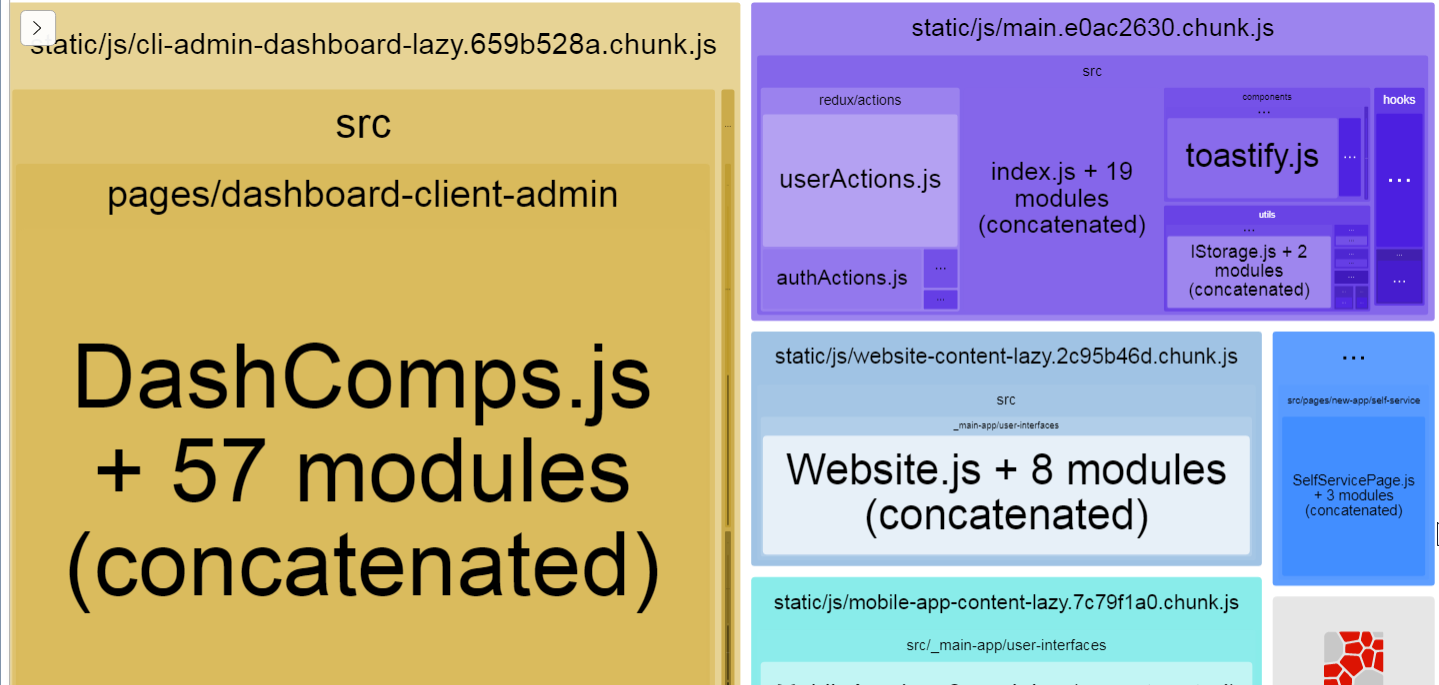 static/js/cli-admin-dashboard-lazy.659b528a.chunk.js
src
...
pages/dashboard-client-admin
DashComps.js
+ 57 modules
(concatenated)
static/js/main.e0ac2630.chunk.js
src
redux/actions
userActions.js
authActions.js
...
...
index.js + 19
modules
(concatenated)
components
...
toastify.js
...
utils
...
lStorage.js + 2
modules
(concatenated)
...
...
...
...
hooks
...
...
...
static/js/website-content-lazy.2c95b46d.chunk.js
src
_main-app/user-interfaces
Website.js + 8 modules
(concatenated)
...
src/pages/new-app/self-service
SelfServicePage.js
+ 3 modules
(concatenated)
static/js/mobile-app-content-lazy.7c79f1a0.chunk.js
src/_main-app/user-interfaces